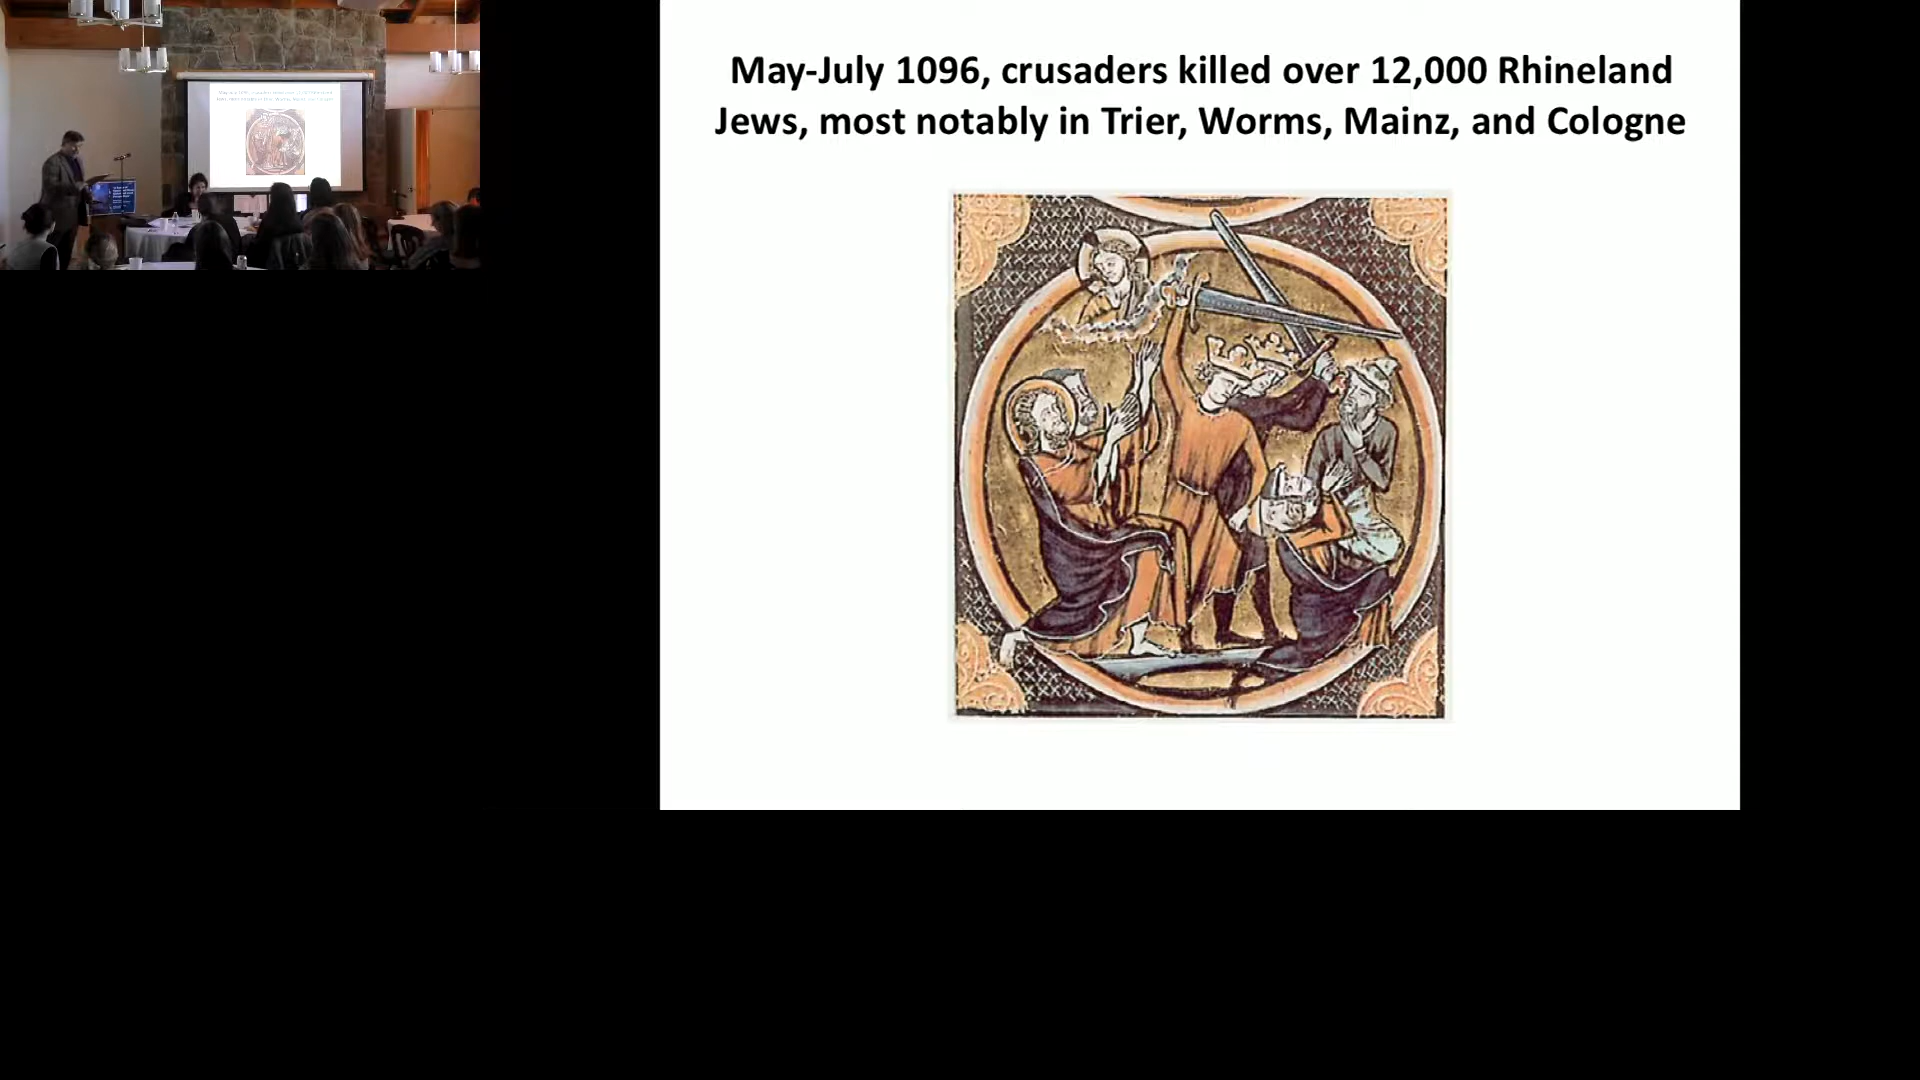 May-July 1096, crusaders killed over 12,000 Rhineland
Jews, most notably in Trier, Worms, Mainz, and Cologne